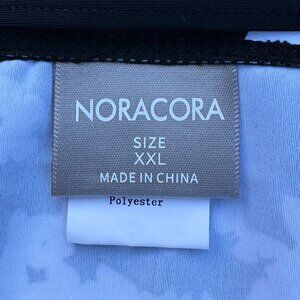 NORACORA
SIZE
XXL
MADE IN CHINA
Polyester